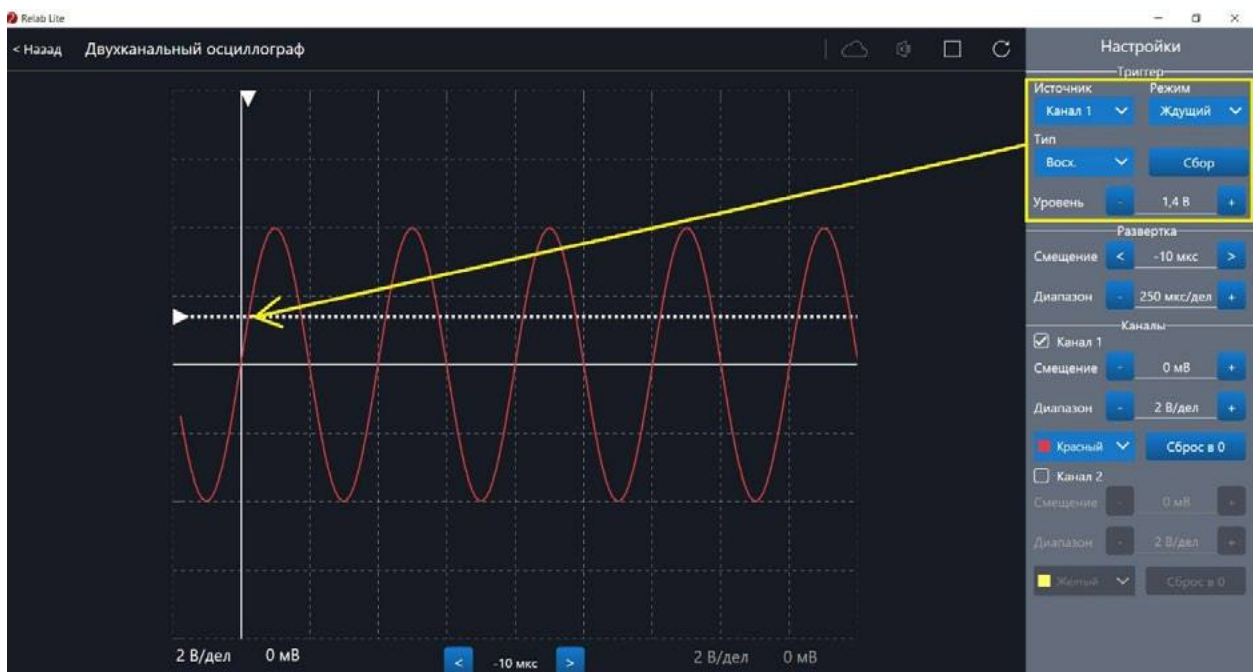 Relab Lite
< Назад Двухканальный осциллограф
Настройки
Триггер
Источник Режим
Канал 1 Ждущий
Тип
Восх. Сбор
Уровень - 1,4 В +
Развертка
Смещение < -10 мкс >
Диапазон - 250 мкс/дел +
Каналы
Канал 1
Смещение - 0 мВ +
Диапазон - 2 В/дел +
Красный Сброс в 0
Канал 2
Смещение - 0 мВ +
Диапазон - 2 В/дел +
Желтый Сброс в 0
2 В/дел 0 мВ < -10 мкс > 2 В/дел 0 мВ